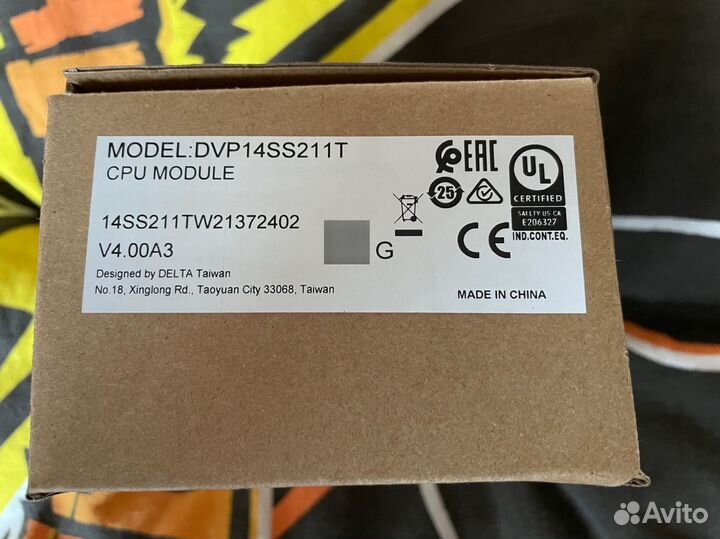 MODEL:DVP14SS211T
CPU MODULE
14SS211TW21372402
V4.00A3
G
Designed by DELTA Taiwan
No.18, Xinglong Rd., Taoyuan City 33068, Taiwan
EAC
25
UL
CERTIFIED
SAFETY US CA
E206327
IND.CONT.EQ.
CE
MADE IN CHINA
Avito